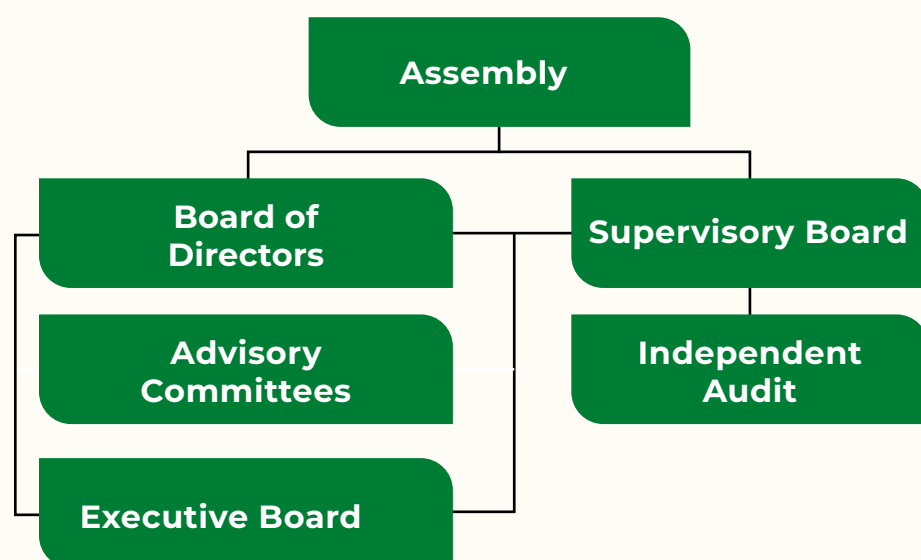 Assembly
Board of
Directors
Supervisory Board
Advisory
Committees
Independent
Audit
Executive Board